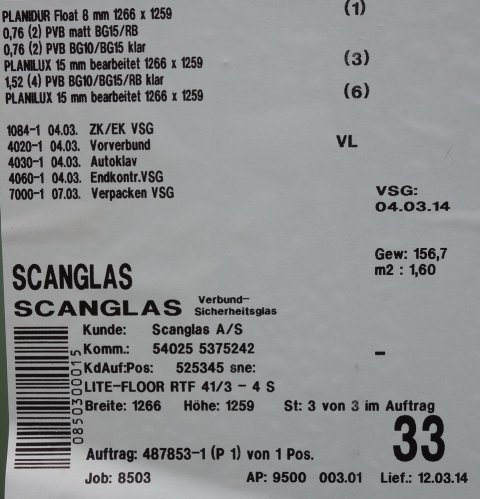 PLANIDUR Float 8 mm 1266 x 1259 (1)
0,76 (2) PVB matt BG15/RB
0,76 (2) PVB BG10/BG15 klar
PLANILUX 15 mm bearbeitet 1266 x 1259 (3)
1,52 (4) PVB BG10/BG15/RB klar
PLANILUX 15 mm bearbeitet 1266 x 1259 (6)
1084-1 04.03. ZK/EK VSG
4020-1 04.03. Vorverbund VL
4030-1 04.03. Autoklav
4060-1 04.03. Endkontr.VSG
7000-1 07.03. Verpacken VSG
VSG:
04.03.14
Gew: 156,7
m2 : 1,60
SCANGLAS
SCANGLAS Verbund-
Sicherheitsglas
Kunde: Scanglas A/S
Komm.: 54025 5375242 -
KdAuf:Pos: 525345 sne:
LITE-FLOOR RTF 41/3 - 4 S
Breite: 1266 Höhe: 1259 St: 3 von 3 im Auftrag
0850300015
33
Auftrag: 487853-1 (P 1) von 1 Pos.
Job: 8503 AP: 9500 003.01 Lief.: 12.03.14